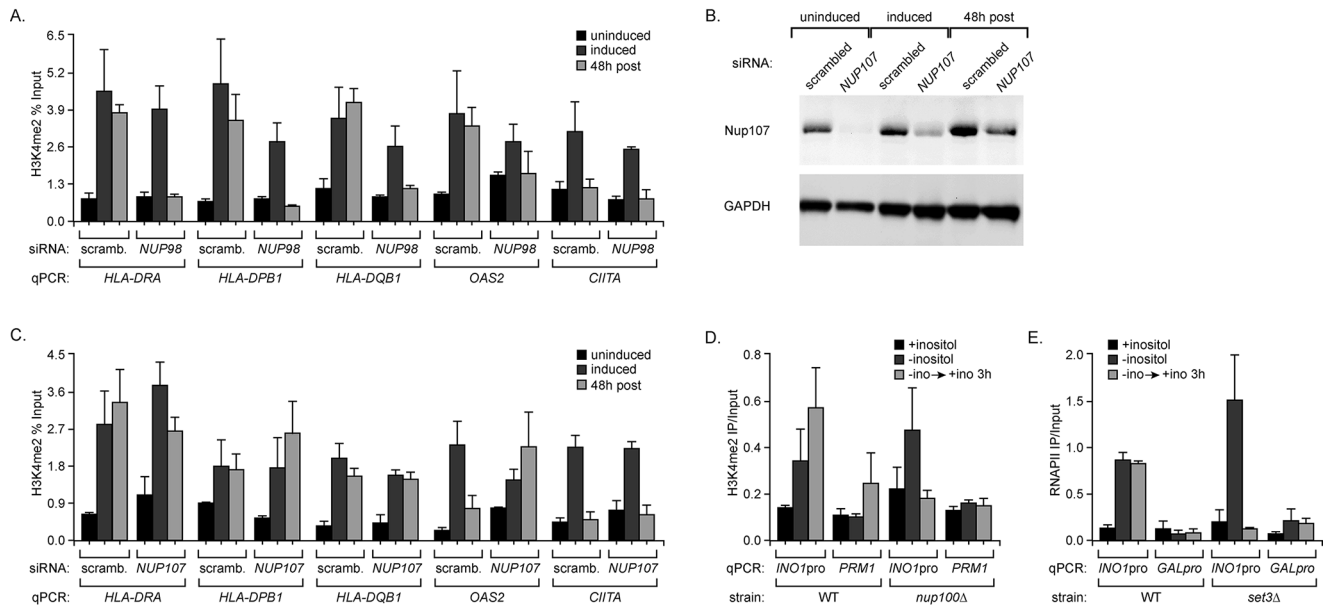 A.
H3K4me2 % Input
6.5
5.2
3.9
2.6
1.3
0.0
uninduced
induced
48h post
siRNA: scramb. NUP98 scramb. NUP98 scramb. NUP98 scramb. NUP98 scramb. NUP98
qPCR: HLA-DRA HLA-DPB1 HLA-DQB1 OAS2 CIITA
B.
uninduced induced 48h post
siRNA: scrambled NUP107 scrambled NUP107 scrambled NUP107
Nup107
GAPDH
C.
H3K4me2 % Input
4.5
3.6
2.7
1.8
0.9
0.0
uninduced
induced
48h post
siRNA: scramb. NUP107 scramb. NUP107 scramb. NUP107 scramb. NUP107 scramb. NUP107
qPCR: HLA-DRA HLA-DPB1 HLA-DQB1 OAS2 CIITA
D.
H3K4me2 IP/Input
0.8
0.6
0.4
0.2
0.0
+inositol
-inositol
-ino→ +ino 3h
qPCR: INO1pro PRM1 INO1pro PRM1
strain: WT nup100Δ
E.
RNAPII IP/Input
2.0
1.5
1.0
0.5
0.0
+inositol
-inositol
-ino→ +ino 3h
qPCR: INO1pro GALpro INO1pro GALpro
strain: WT set3Δ